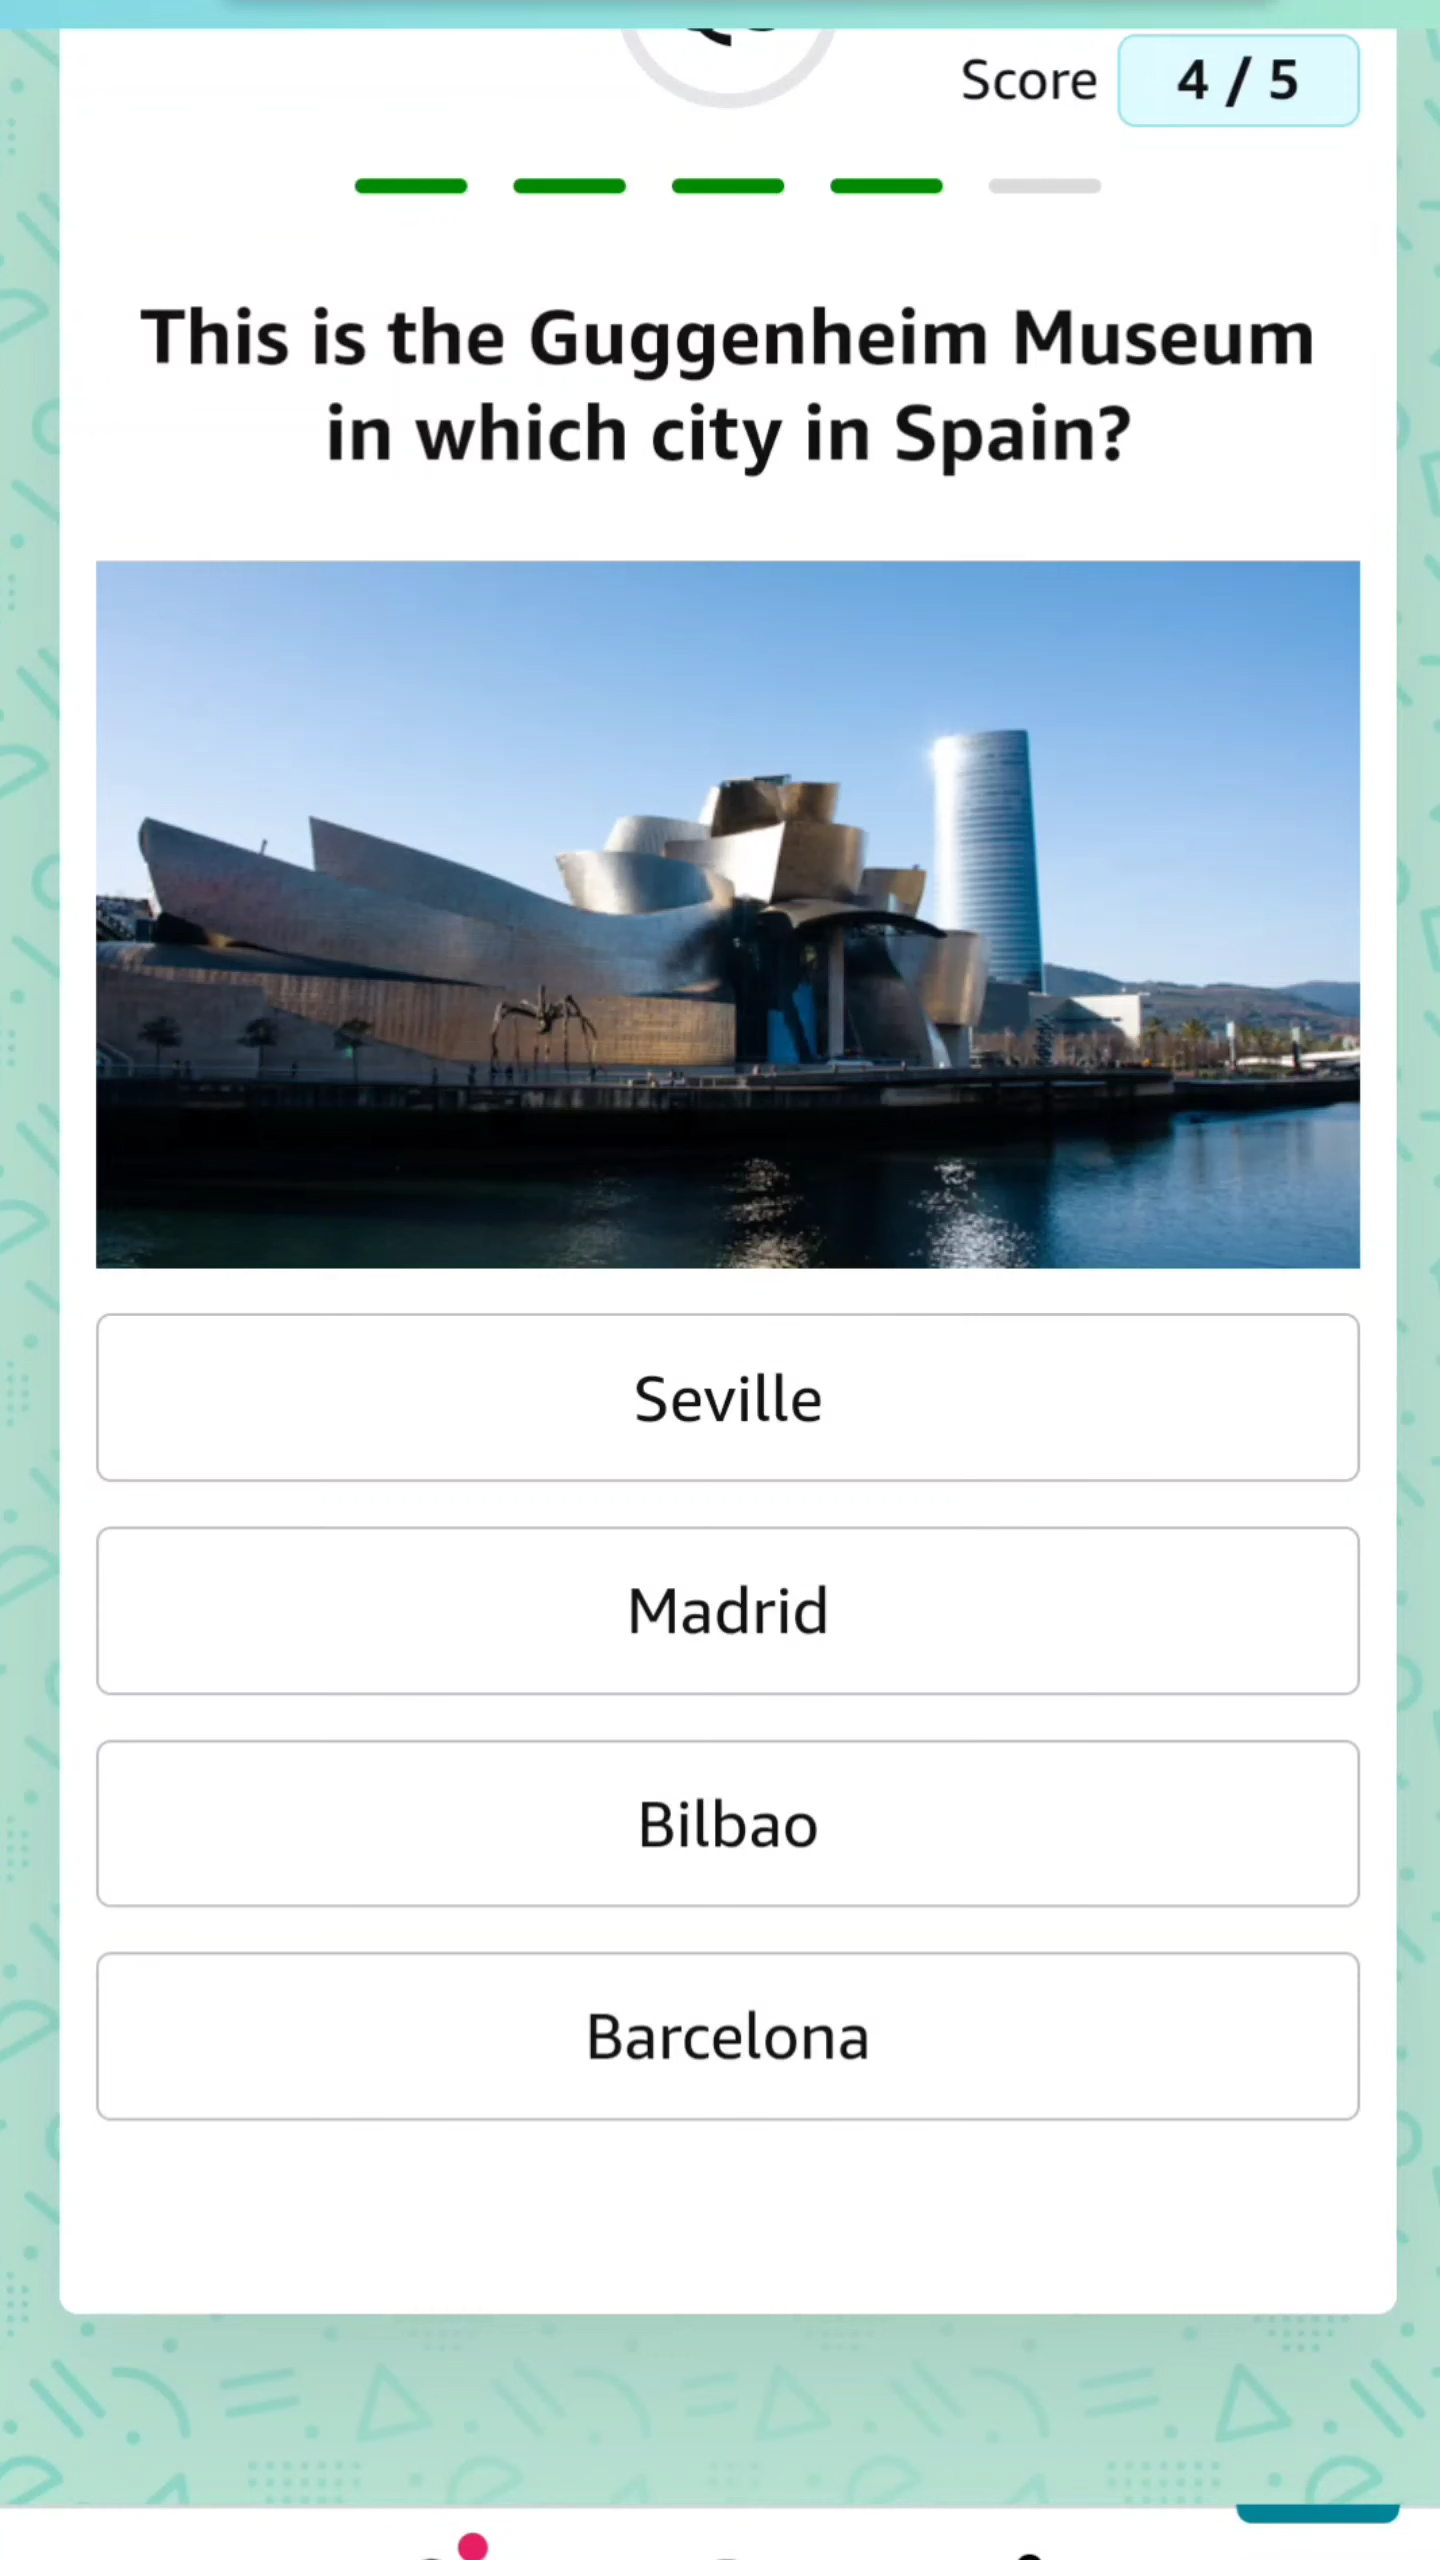 Score 4 / 5
This is the Guggenheim Museum
in which city in Spain?
Seville
Madrid
Bilbao
Barcelona